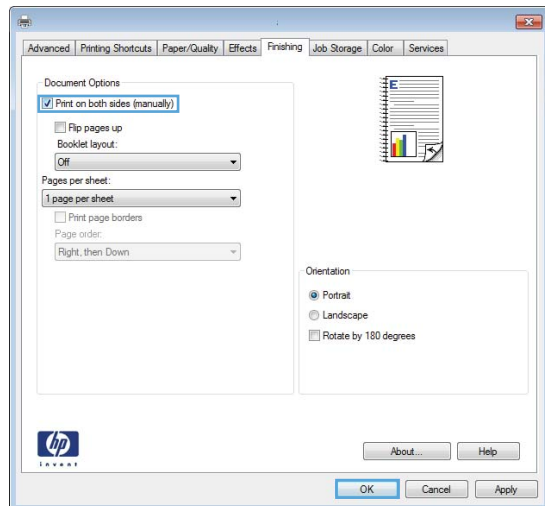 Advanced Printing Shortcuts Paper/Quality Effects Finishing Job Storage Color Services
Document Options
Print on both sides (manually)
Flip pages up
Booklet layout:
Off
Pages per sheet:
1 page per sheet
Print page borders
Page order:
Right, then Down
E
Orientation
Portrait
Landscape
Rotate by 180 degrees
hp
invent
About... Help
OK Cancel Apply